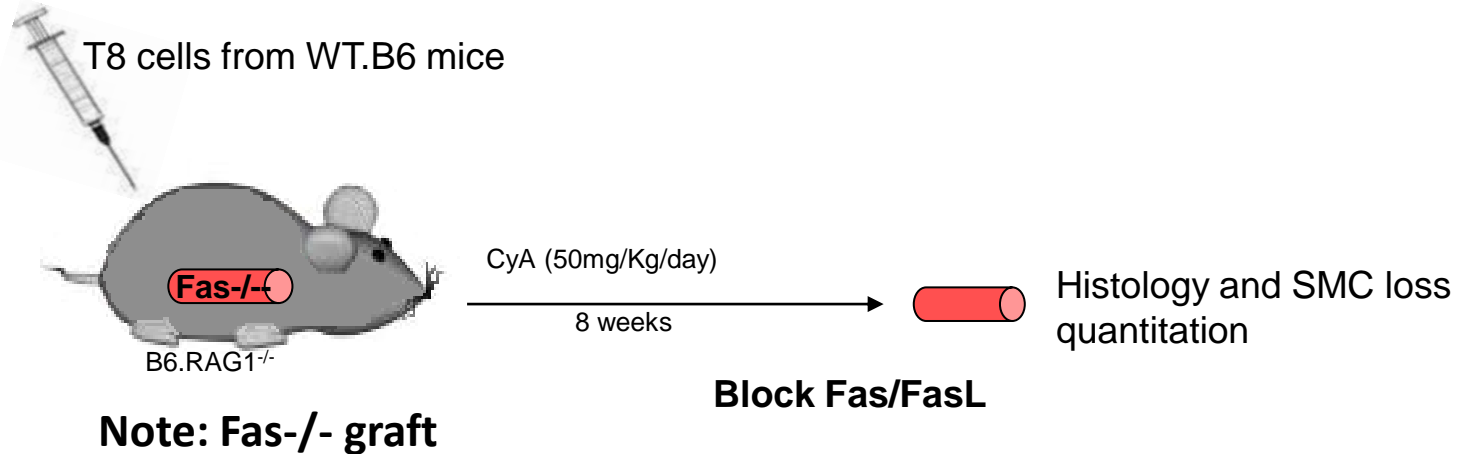 T8 cells from WT.B6 mice
Fas-/--
B6.RAG1-/-
CyA (50mg/Kg/day)
8 weeks
Histology and SMC loss
quantitation
Block Fas/FasL
Note: Fas-/- graft